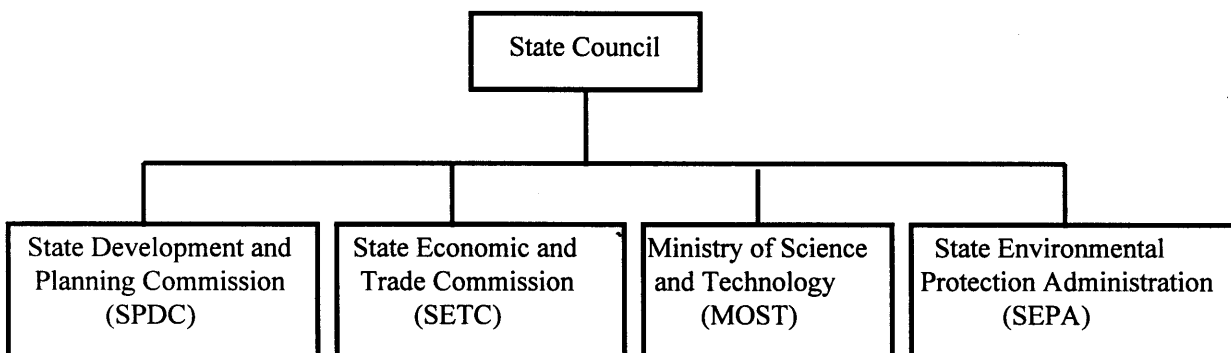 State Council
State Development and
Planning Commission
(SPDC)
State Economic and
Trade Commission
(SETC)
Ministry of Science
and Technology
(MOST)
State Environmental
Protection Administration
(SEPA)